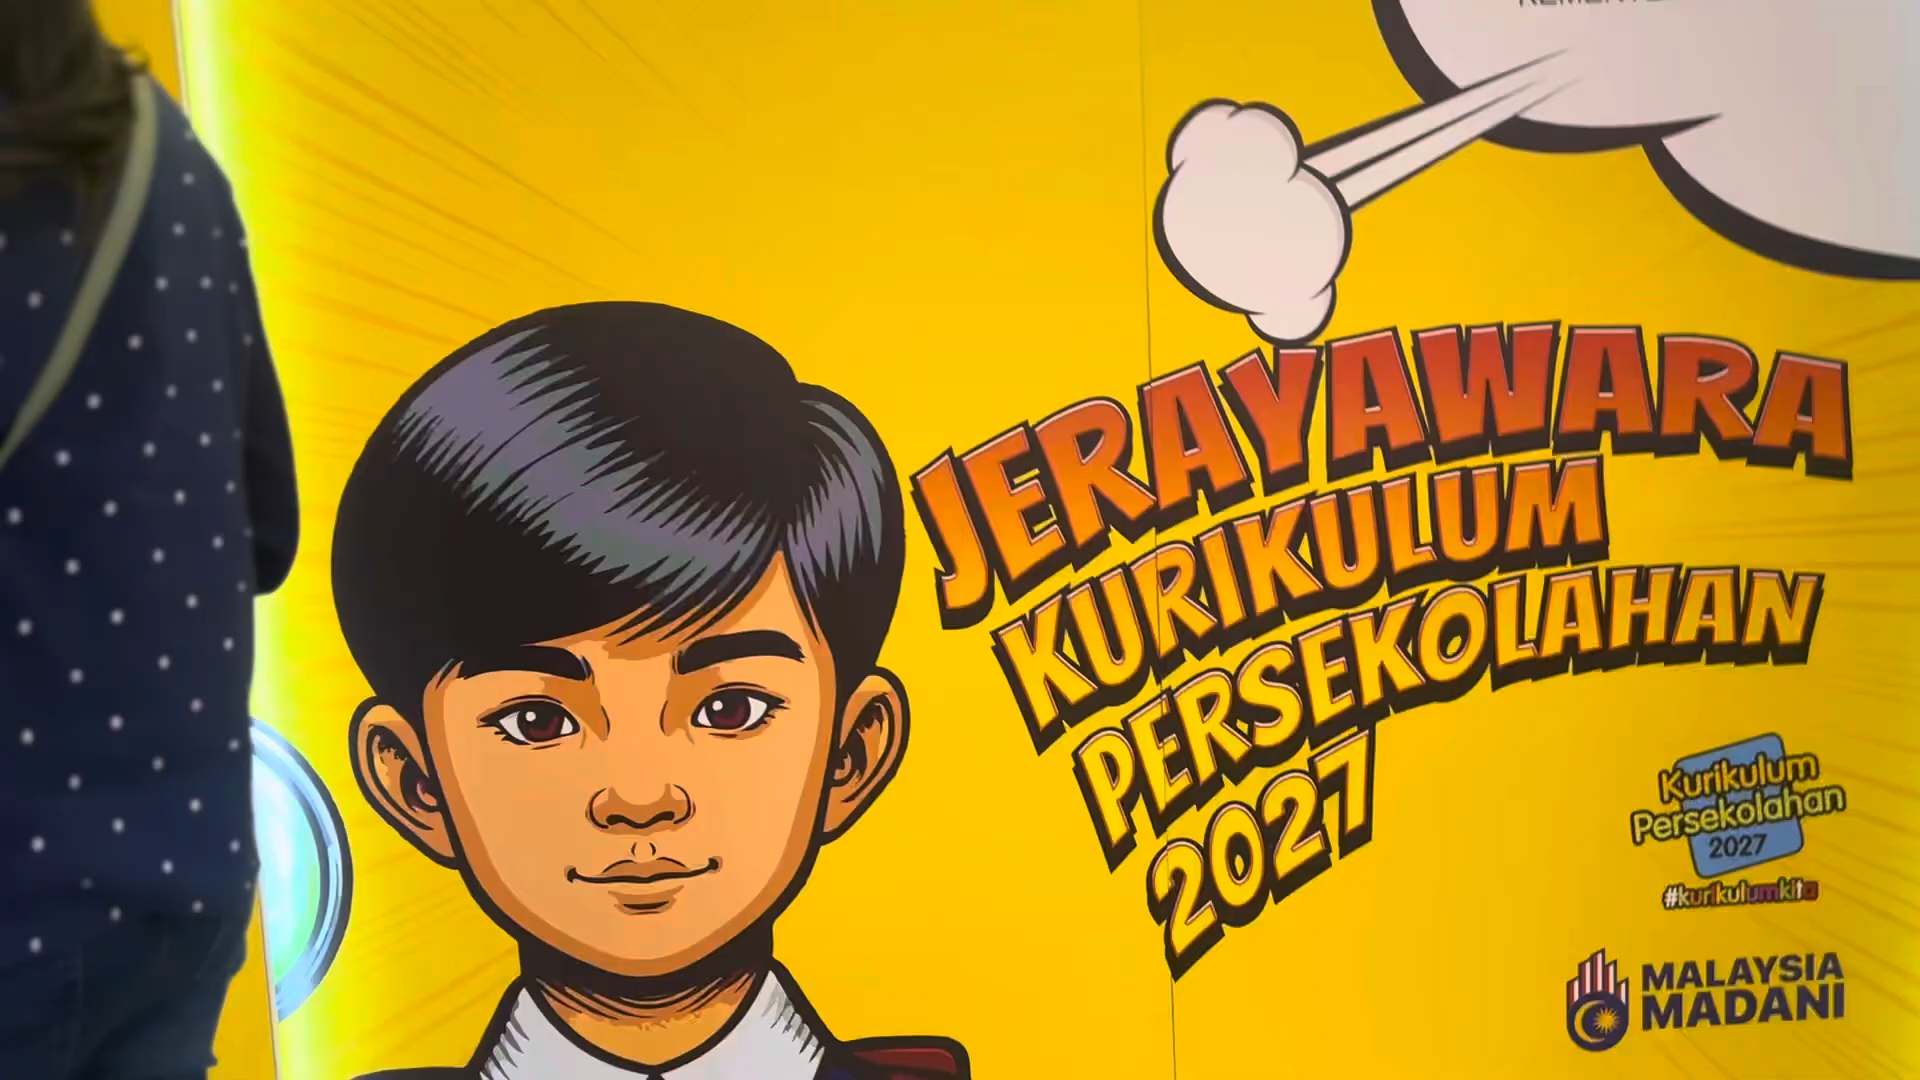 JERAYAWARA
KURIKULUM
PERSEKOLAHAN
2027
Kurikulum
Persekolahan
2027
#kurikulumkita
MALAYSIA
MADANI